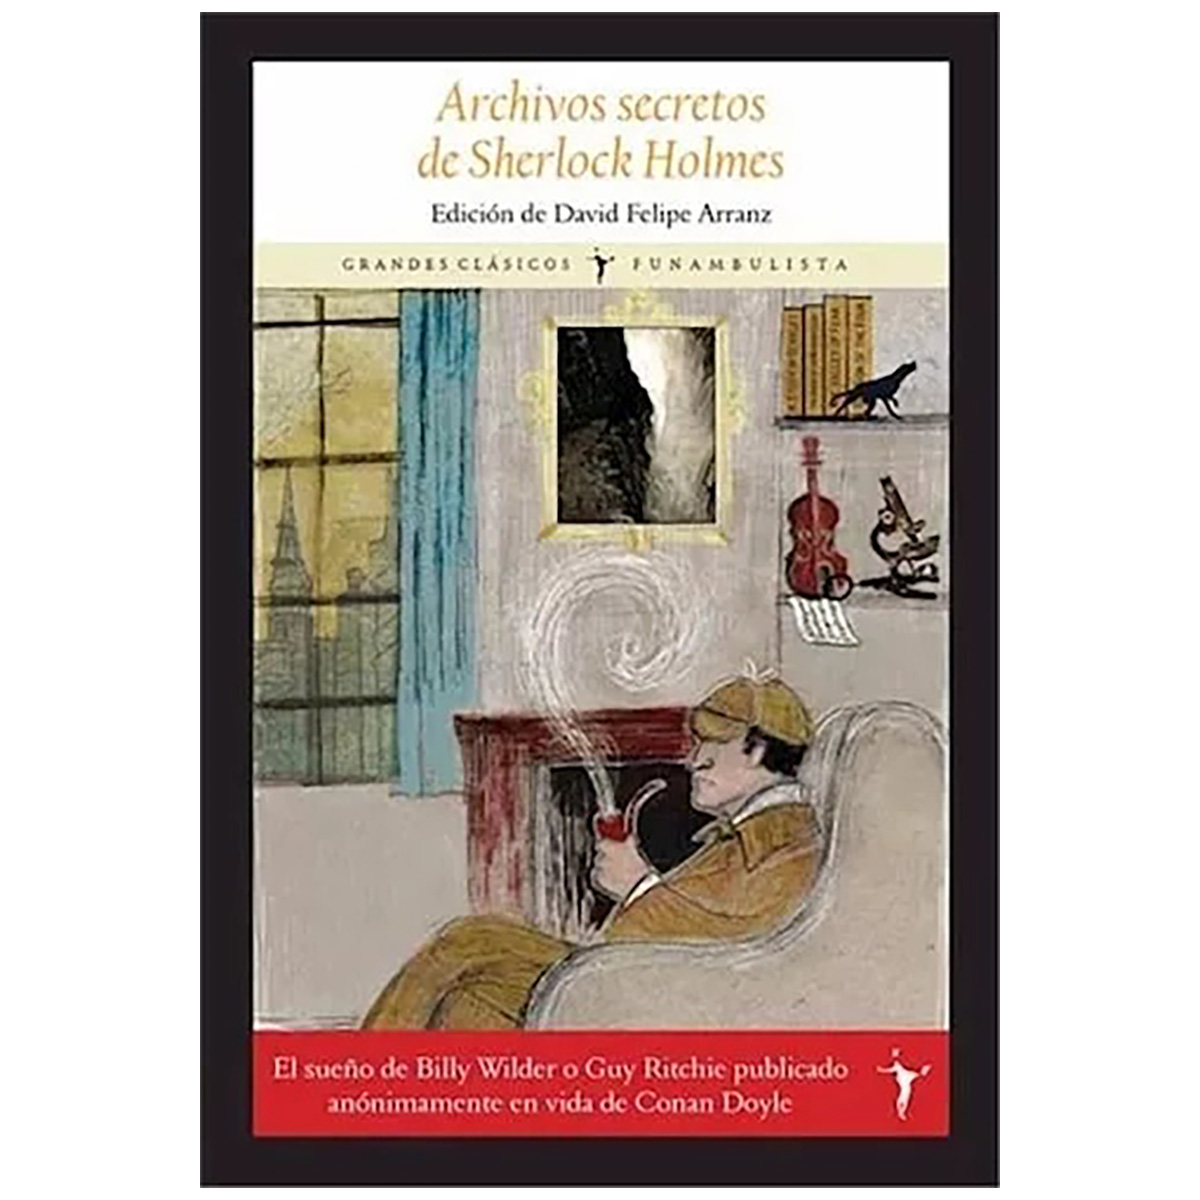 Archivos secretos
de Sherlock Holmes
Edición de David Felipe Arranz
GRANDES CLÁSICOS FUNAMBULISTA
El sueño de Billy Wilder o Guy Ritchie publicado
anónimamente en vida de Conan Doyle